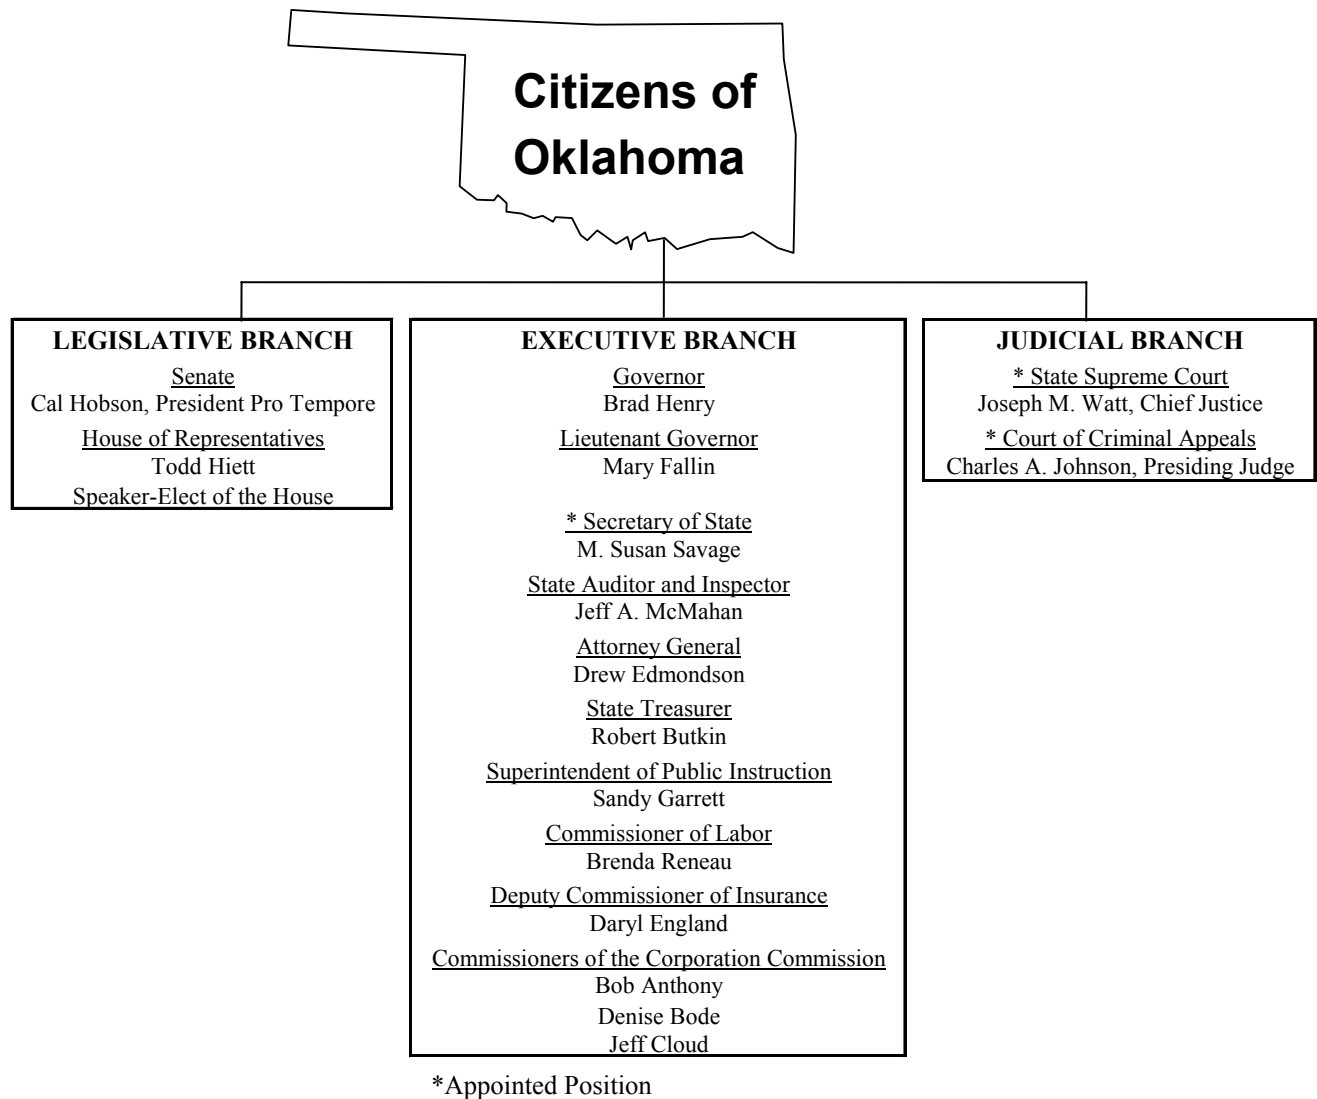 Citizens of
Oklahoma
LEGISLATIVE BRANCH
Senate
Cal Hobson, President Pro Tempore
House of Representatives
Todd Hiett
Speaker-Elect of the House
EXECUTIVE BRANCH
Governor
Brad Henry
Lieutenant Governor
Mary Fallin
* Secretary of State
M. Susan Savage
State Auditor and Inspector
Jeff A. McMahan
Attorney General
Drew Edmondson
State Treasurer
Robert Butkin
Superintendent of Public Instruction
Sandy Garrett
Commissioner of Labor
Brenda Reneau
Deputy Commissioner of Insurance
Daryl England
Commissioners of the Corporation Commission
Bob Anthony
Denise Bode
Jeff Cloud
JUDICIAL BRANCH
* State Supreme Court
Joseph M. Watt, Chief Justice
* Court of Criminal Appeals
Charles A. Johnson, Presiding Judge
*Appointed Position